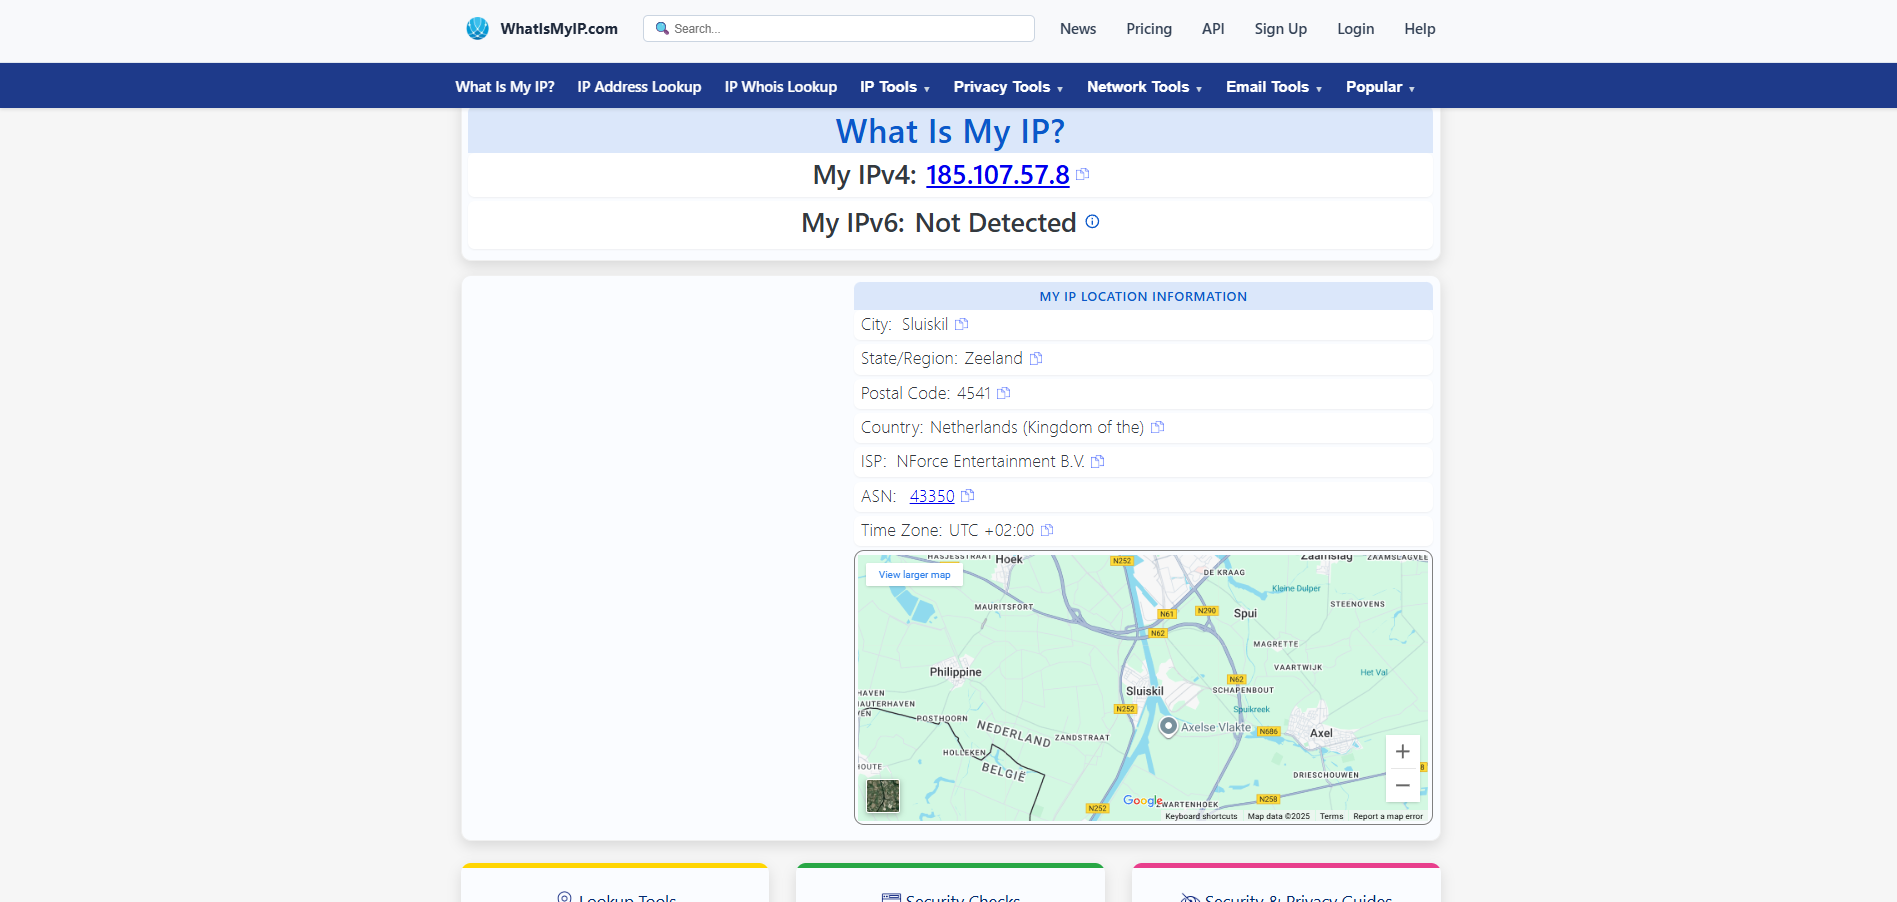 WhatIsMyIP.com
Search...
News
Pricing
API
Sign Up
Login
Help
What Is My IP?
IP Address Lookup
IP Whois Lookup
IP Tools ▼
Privacy Tools ▼
Network Tools ▼
Email Tools ▼
Popular ▼
What Is My IP?
My IPv4: 185.107.57.8
My IPv6: Not Detected
MY IP LOCATION INFORMATION
City: Sluiskil
State/Region: Zeeland
Postal Code: 4541
Country: Netherlands (Kingdom of the)
ISP: NForce Entertainment B.V.
ASN: 43350
Time Zone: UTC +02:00
HASJESSTRAAT
Hoek
N252
Zaamslag
ZAAMSLAGVEE
View larger map
DE KRAAG
Kleine Dulper
MAURITSFORT
N61
N290
Spui
STEENOVENS
N62
MAGRETTE
VAARTWIJK
Philippine
Het Val
N62
HAVEN
Sluiskil
SCHAPENBOUT
AUTERHAVEN
EN
POSTHOORN
N252
Spuikreek
NEDERLAND
ZANDSTRAAT
Axelse Vlakte
N686
Axel
HOLLEKEN
BELGIË
HOUTE
DRIESCHOUWEN
8
Google
ZWARTENHOEK
N258
N252
Keyboard shortcuts
Map data ©2025
Terms
Report a map error
Lookup Tools
Security Checks
Security & Privacy Guides